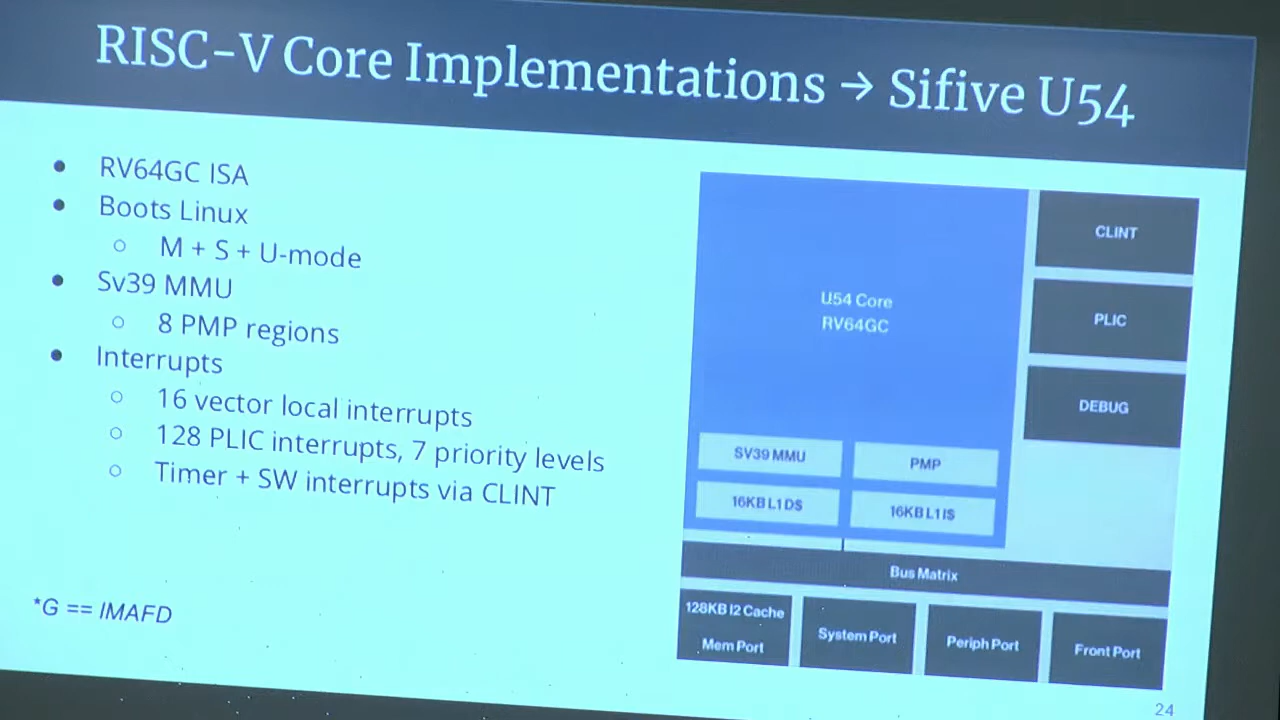 RISC-V Core Implementations → Sifive U54
● RV64GC ISA
● Boots Linux
○ M + S + U-mode
● Sv39 MMU
○ 8 PMP regions
● Interrupts
○ 16 vector local interrupts
○ 128 PLIC interrupts, 7 priority levels
○ Timer + SW interrupts via CLINT
*G == IMAFD
U54 Core
RV64GC
SV39 MMU
PMP
16KB L1 D$
16KB L1 I$
CLINT
PLIC
DEBUG
Bus Matrix
128KB l2 Cache
Mem Port
System Port
Periph Port
Front Port
24